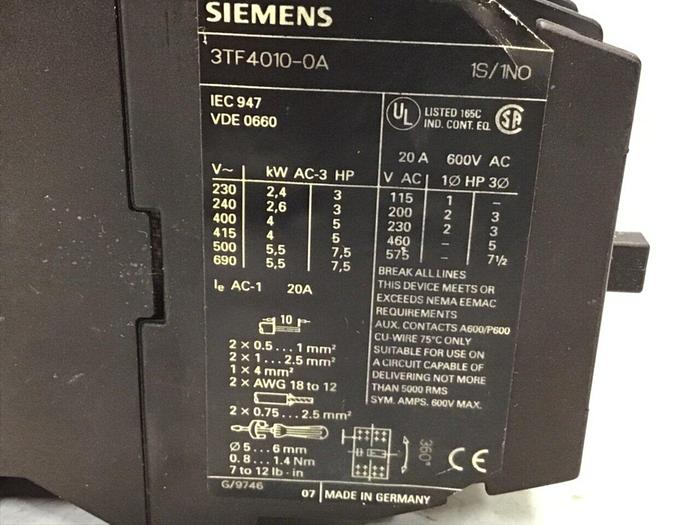 SIEMENS
3TF4010-0A 1S/1NO
IEC 947
VDE 0660
V~ kW AC-3 HP
230 2,4 3
240 2,6 3
400 4 5
415 4 5
500 5,5 7,5
690 5,5 7,5
Ie AC-1 20A
10
2 x 0.5...1 mm²
2 x 1...2.5 mm²
1 x 4 mm²
2 x AWG 18 to 12
2 x 0.75...2.5 mm²
Ø 5...6 mm
0.8...1.4 Nm
7 to 12 lb·in
G/9746
UL LISTED 165C
IND. CONT. EQ. SA
20 A 600V AC
V AC 1Ø HP 3Ø
115 1 –
200 2 3
230 2 3
460 – 5
575 – 7½
BREAK ALL LINES
THIS DEVICE MEETS OR
EXCEEDS NEMA EEMAC
REQUIREMENTS
AUX. CONTACTS A600/P600
CU-WIRE 75°C ONLY
SUITABLE FOR USE ON
A CIRCUIT CAPABLE OF
DELIVERING NOT MORE
THAN 5000 RMS
SYM. AMPS. 600V MAX.
360°
CE
07 MADE IN GERMANY